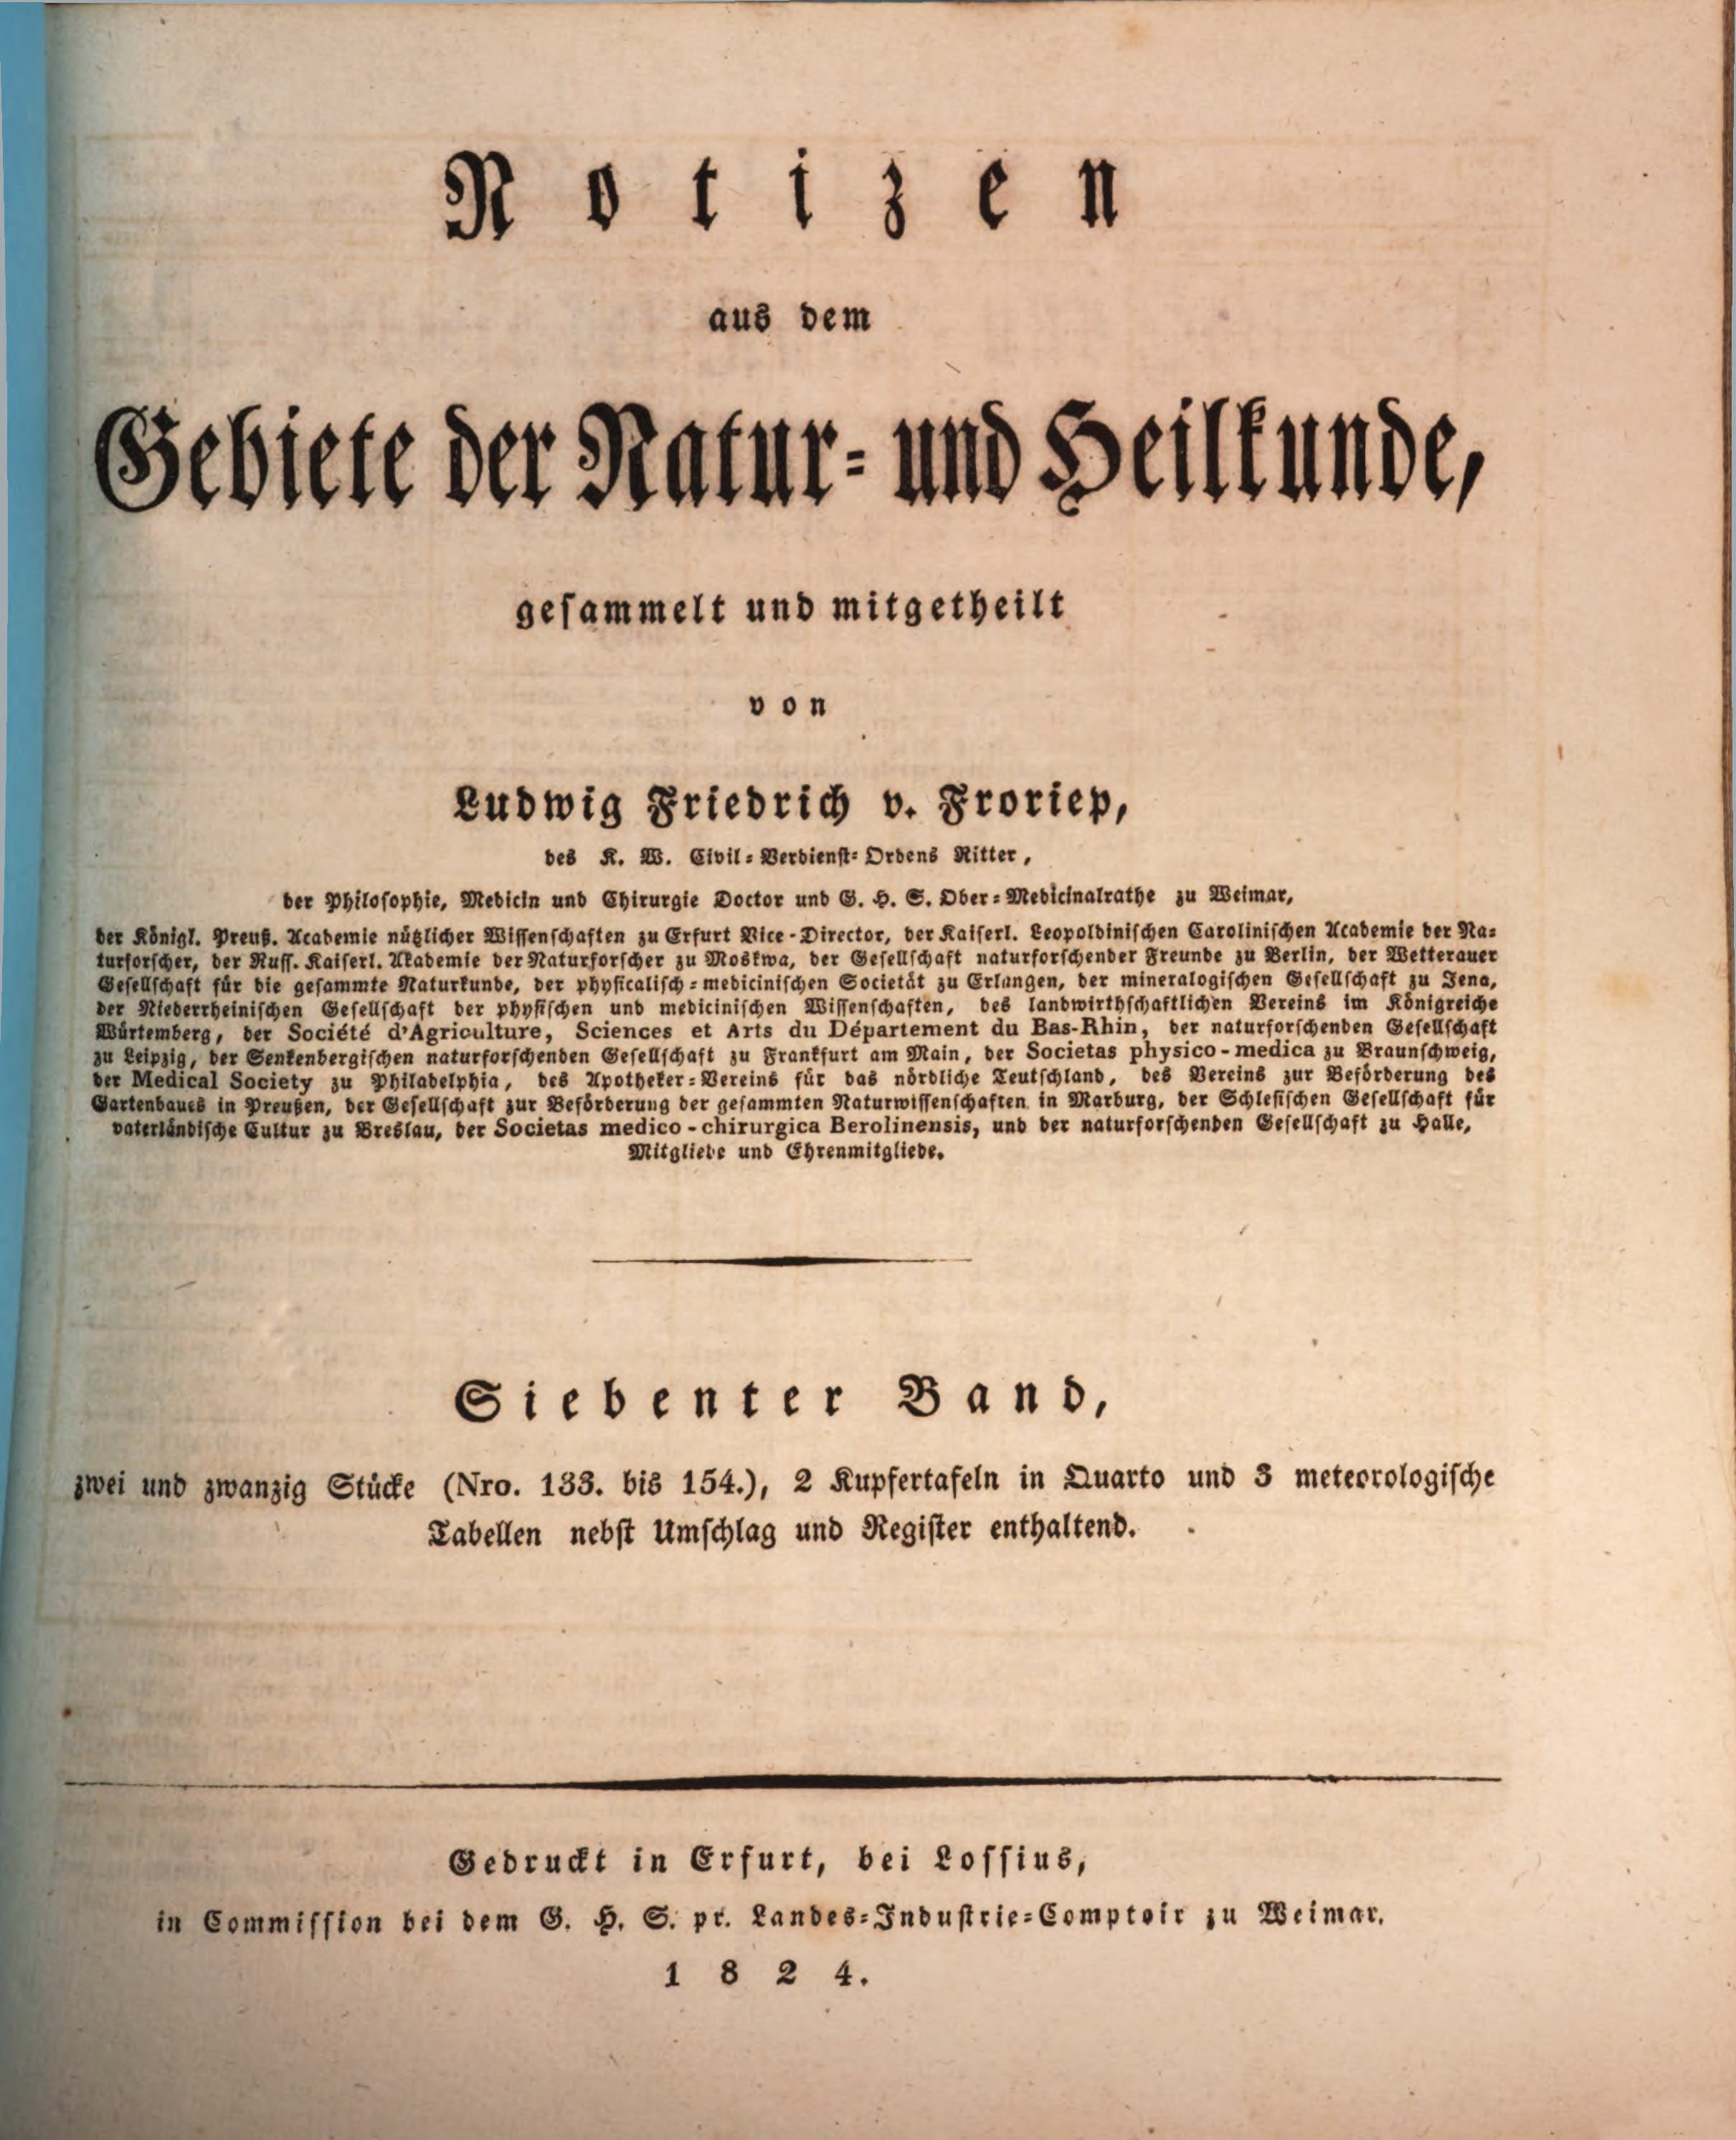 Notizen
aus dem
Gebiete der Natur- und Heilkunde,
gesammelt und mitgetheilt
von
Ludwig Friedrich v. Froriep,
des K. W. Civil-Verdienst-Ordens Ritter,
der Philosophie, Medicin und Chirurgie Doctor und G. H. S. Ober-Medicinalrathe zu Weimar,
der Königl. Preuß. Academie nützlicher Wissenschaften zu Erfurt Vice-Director, der Kaiserl. Leopoldinischen Carolinischen Academie der Na-
turforscher, der Russ. Kaiserl. Akademie der Naturforscher zu Moskwa, der Gesellschaft naturforschender Freunde zu Berlin, der Wetterauer
Gesellschaft für die gesammte Naturkunde, der physicalisch-medicinischen Societät zu Erlangen, der mineralogischen Gesellschaft zu Jena,
der Niederrheinischen Gesellschaft der physischen und medicinischen Wissenschaften, des landwirthschaftlichen Vereins im Königreiche
Würtemberg, der Société d'Agriculture, Sciences et Arts du Département du Bas-Rhin, der naturforschenden Gesellschaft
zu Leipzig, der Senkenbergischen naturforschenden Gesellschaft zu Frankfurt am Main, der Societas physico-medica zu Braunschweig,
der Medical Society zu Philadelphia, des Apotheker-Vereins für das nördliche Teutschland, des Vereins zur Beförderung des
Gartenbaues in Preußen, der Gesellschaft zur Beförderung der gesammten Naturwissenschaften in Marburg, der Schlesischen Gesellschaft für
vaterländische Cultur zu Breslau, der Societas medico-chirurgica Berolinensis, und der naturforschenden Gesellschaft zu Halle,
Mitgliede und Ehrenmitgliede.
Siebenter Band,
zwei und zwanzig Stücke (Nro. 133. bis 154.), 2 Kupfertafeln in Quarto und 3 meteorologische
Tabellen nebst Umschlag und Register enthaltend.
Gedruckt in Erfurt, bei Lossius,
in Commission bei dem G. H. S. pr. Landes-Industrie-Comptoir zu Weimar.
1824.